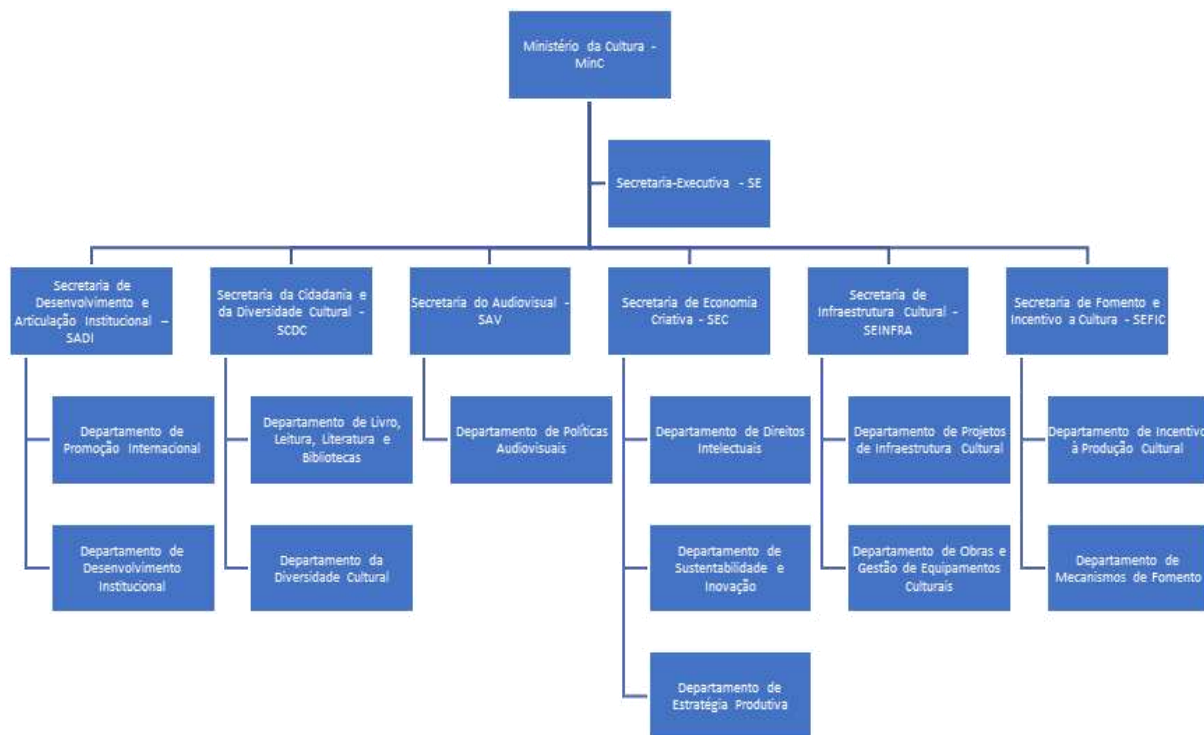 Ministério da Cultura -
MinC
Secretaria-Executiva - SE
Secretaria de
Desenvolvimento e
Articulação Institucional –
SADI
Secretaria da Cidadania e
da Diversidade Cultural -
SCDC
Secretaria do Audiovisual -
SAV
Secretaria de Economia
Criativa - SEC
Secretaria de
Infraestrutura Cultural -
SEINFRA
Secretaria de Fomento e
Incentivo a Cultura - SEFIC
Departamento de
Promoção Internacional
Departamento de Livro,
Leitura, Literatura e
Bibliotecas
Departamento de Políticas
Audiovisuais
Departamento de Direitos
Intelectuais
Departamento de Projetos
de Infraestrutura Cultural
Departamento de Incentivo
à Produção Cultural
Departamento de
Desenvolvimento
Institucional
Departamento da
Diversidade Cultural
Departamento de
Sustentabilidade e
Inovação
Departamento de Obras e
Gestão de Equipamentos
Culturais
Departamento de
Mecanismos de Fomento
Departamento de
Estratégia Produtiva